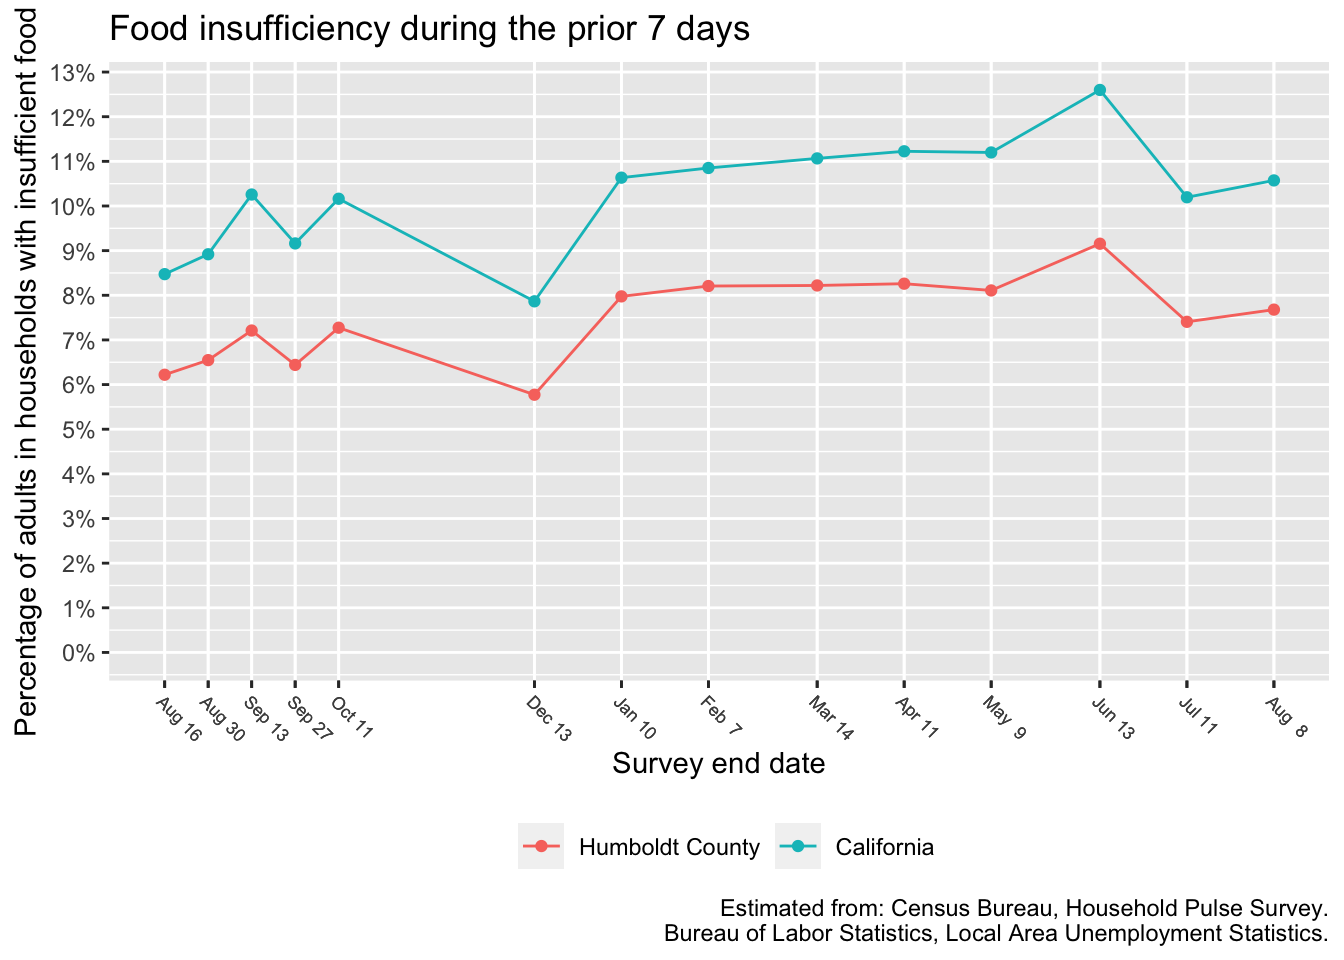 Food insufficiency during the prior 7 days
Percentage of adults in households with insufficient food
13%
12%
11%
10%
9%
8%
7%
6%
5%
4%
3%
2%
1%
0%
Aug 16
Aug 30
Sep 13
Sep 27
Oct 11
Dec 13
Jan 10
Feb 7
Mar 14
Apr 11
May 9
Jun 13
Jul 11
Aug 8
Survey end date
Humboldt County
California
Estimated from: Census Bureau, Household Pulse Survey.
Bureau of Labor Statistics, Local Area Unemployment Statistics.